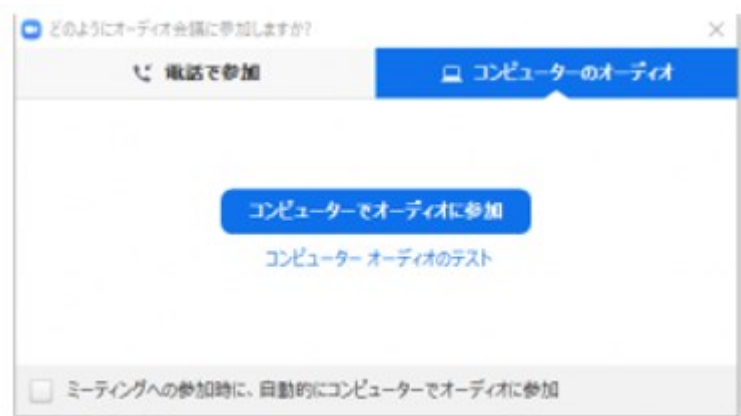 どのようにオーディオ会議に参加しますか?
電話で参加
コンピューターのオーディオ
コンピューターでオーディオに参加
コンピューター オーディオのテスト
ミーティングへの参加時に、自動的にコンピューターでオーディオに参加